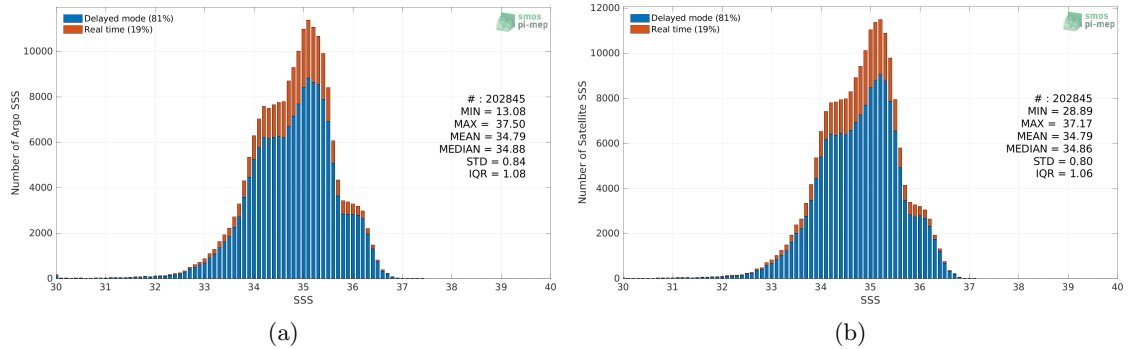 Delayed mode (81%)
Real time (19%)
smos
pi-mep
# : 202845
MIN = 13.08
MAX = 37.50
MEAN = 34.79
MEDIAN = 34.88
STD = 0.84
IQR = 1.08
Number of Argo SSS
10000
8000
6000
4000
2000
0
30 31 32 33 34 35 36 37 38 39 40
SSS
(a)
Delayed mode (81%)
Real time (19%)
smos
pi-mep
# : 202845
MIN = 28.89
MAX = 37.17
MEAN = 34.79
MEDIAN = 34.86
STD = 0.80
IQR = 1.06
Number of Satellite SSS
12000
10000
8000
6000
4000
2000
0
30 31 32 33 34 35 36 37 38 39 40
SSS
(b)